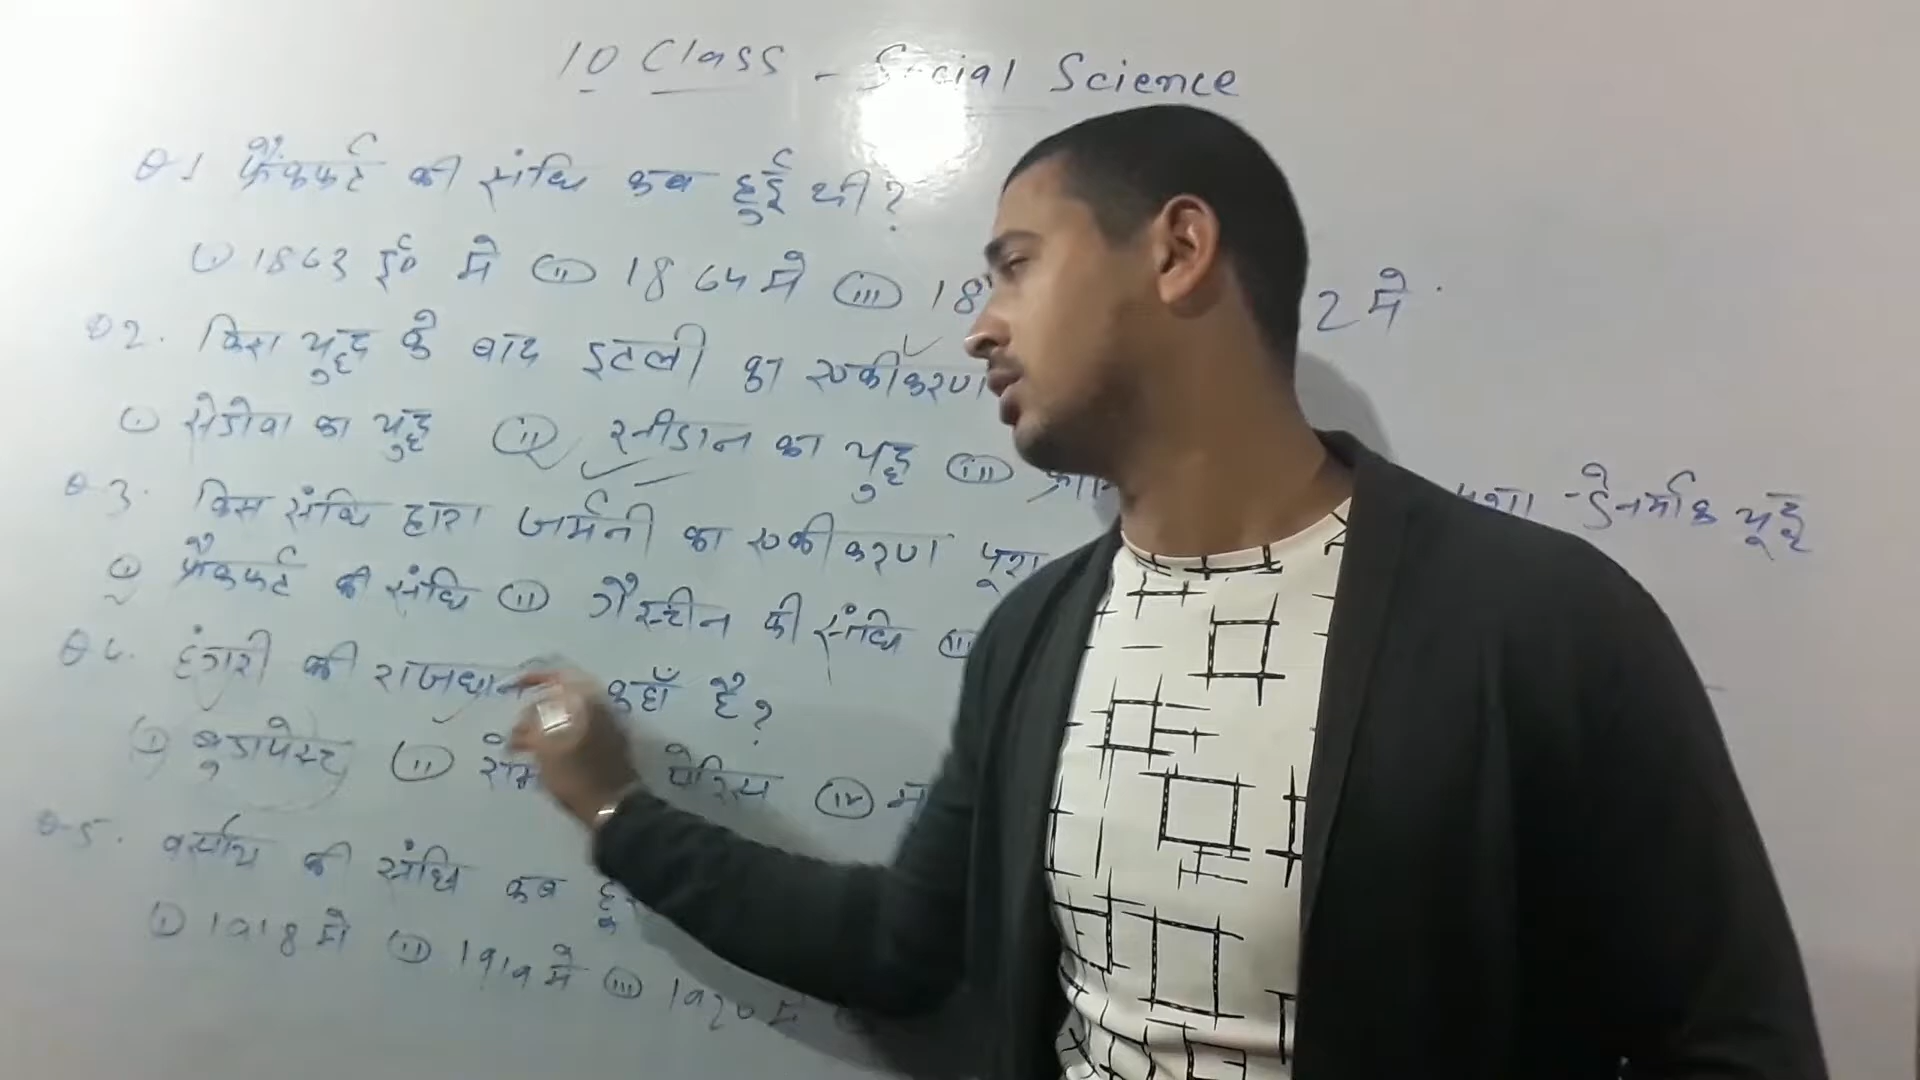 10 Class - Social Science
Q1 फ्रैंकफर्ट की संधि कब हुई थी?
(i) 1863 ई० में (ii) 1864 में (iii) 18 2 में
Q2. किस युद्ध के बाद इटली का एकीकरण
(i) सेडोवा का युद्ध (ii) सीडान का युद्ध (iii) डेनमार्क युद्ध
Q3. किस संधि द्वारा जर्मनी का एकीकरण पूरा
(i) फ्रैंकफर्ट की संधि (ii) गैस्टीन की संधि (iii)
Q4. हंगरी की राजधानी कहाँ है?
(i) बूडापेस्ट (ii) पेरिस (iv)
Q5. वर्साय की संधि कब
(i) 1918 में (ii) 1919 में (iii) 1920 में